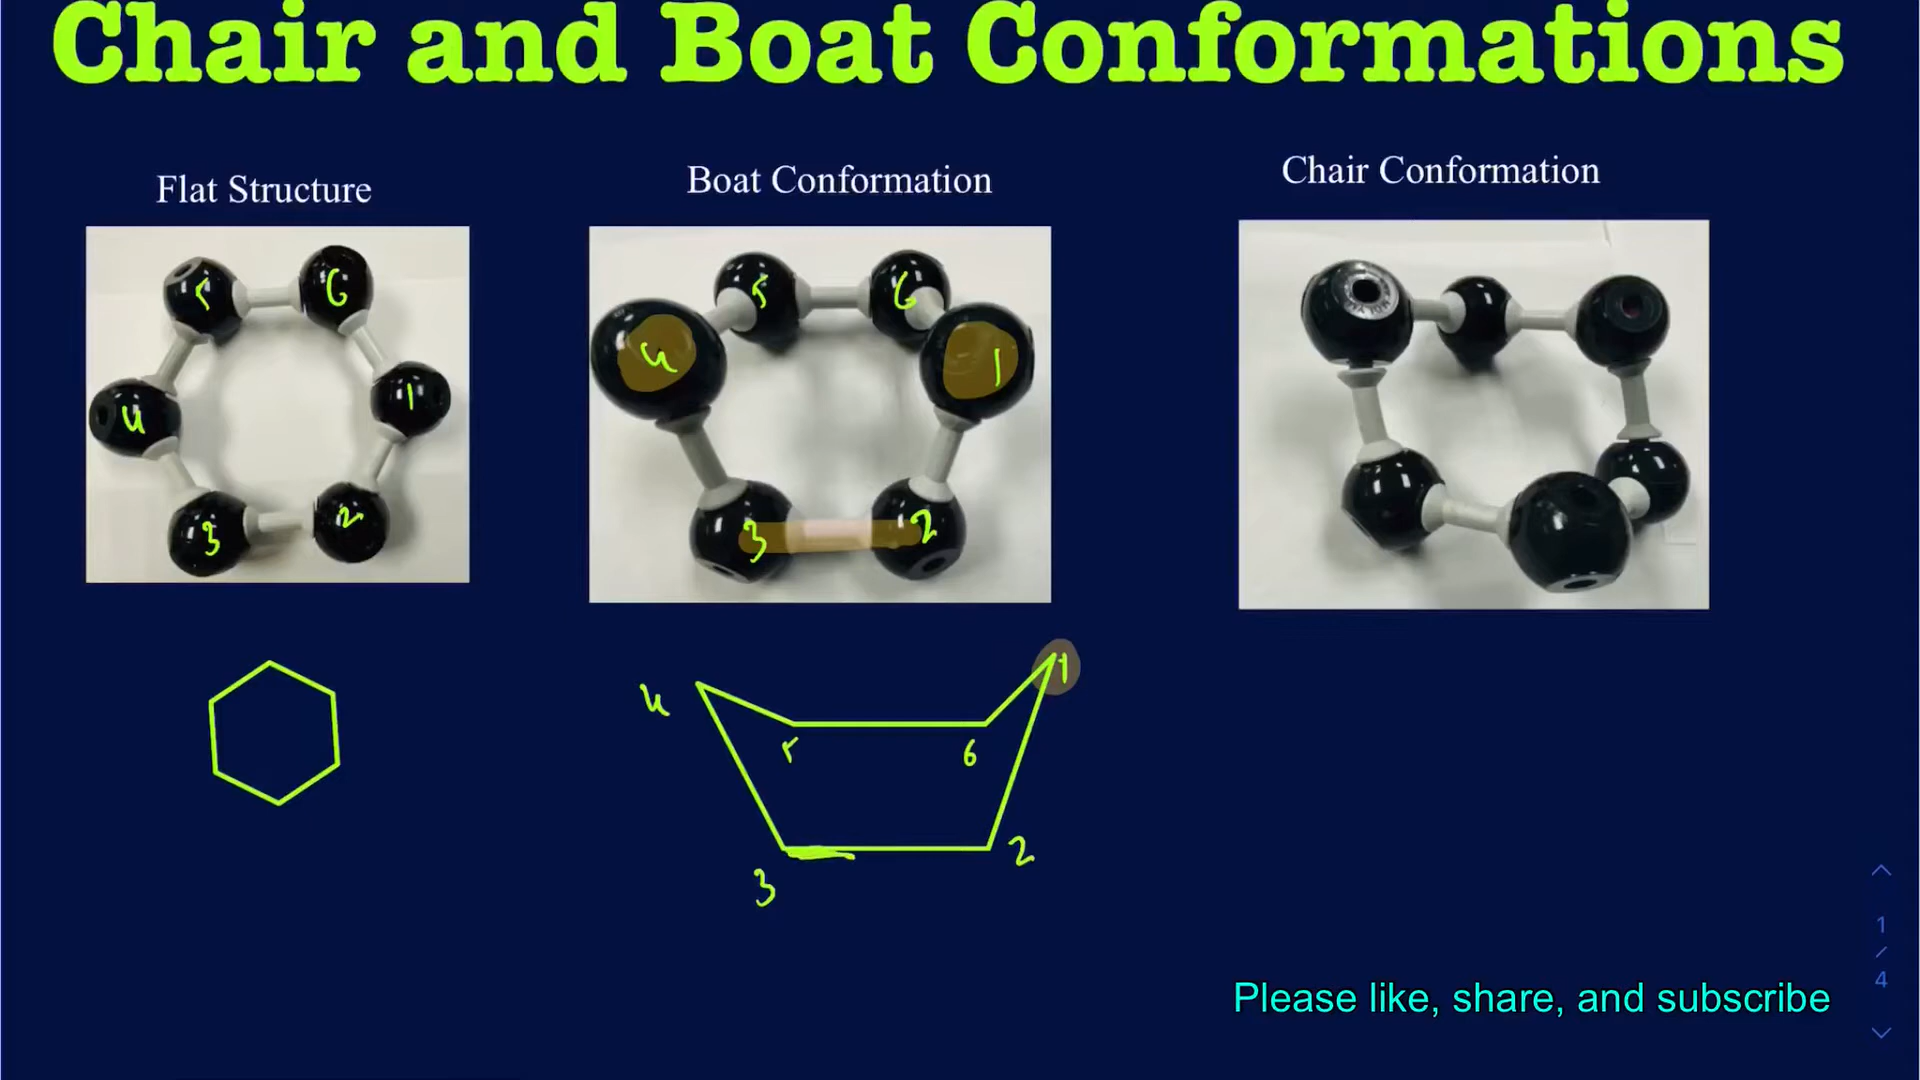 Chair and Boat Conformations
Flat Structure
Boat Conformation
Chair Conformation
5 6
4 1
3 2
5 6
4 1
3 2
4 1
5 6
3 2
1
/
4
Please like, share, and subscribe